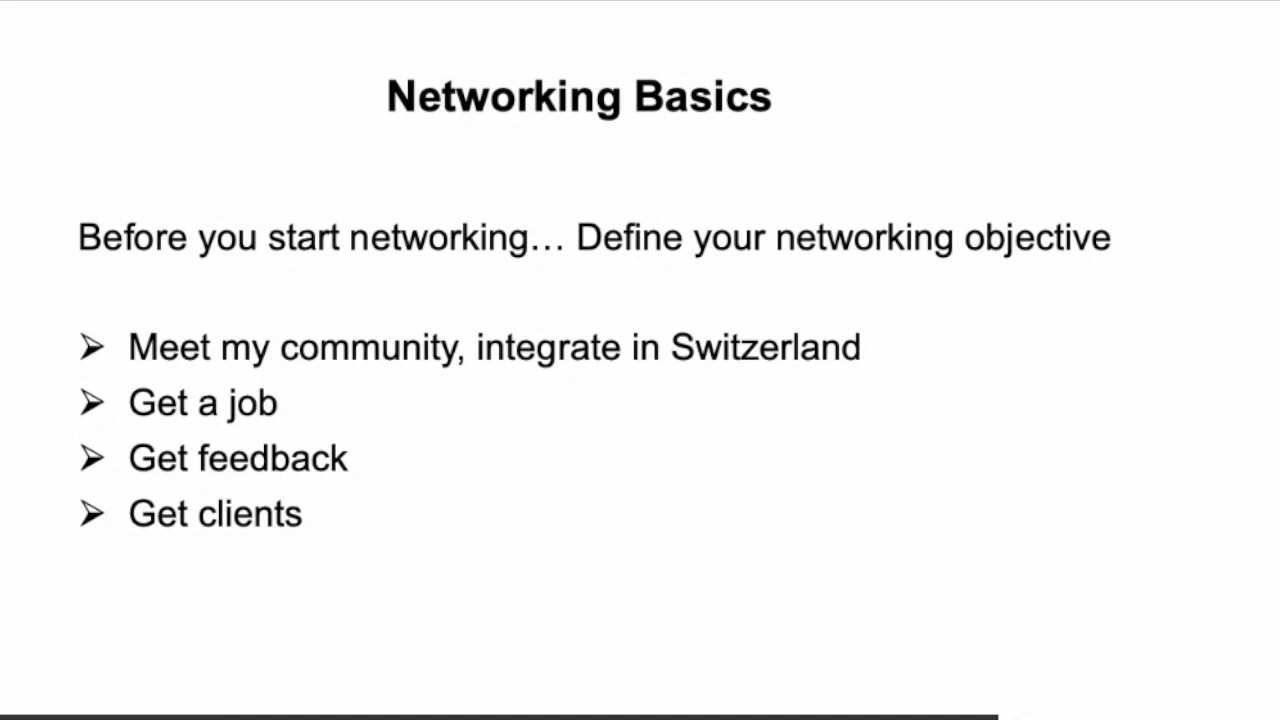 Networking Basics
Before you start networking… Define your networking objective
➢ Meet my community, integrate in Switzerland
➢ Get a job
➢ Get feedback
➢ Get clients